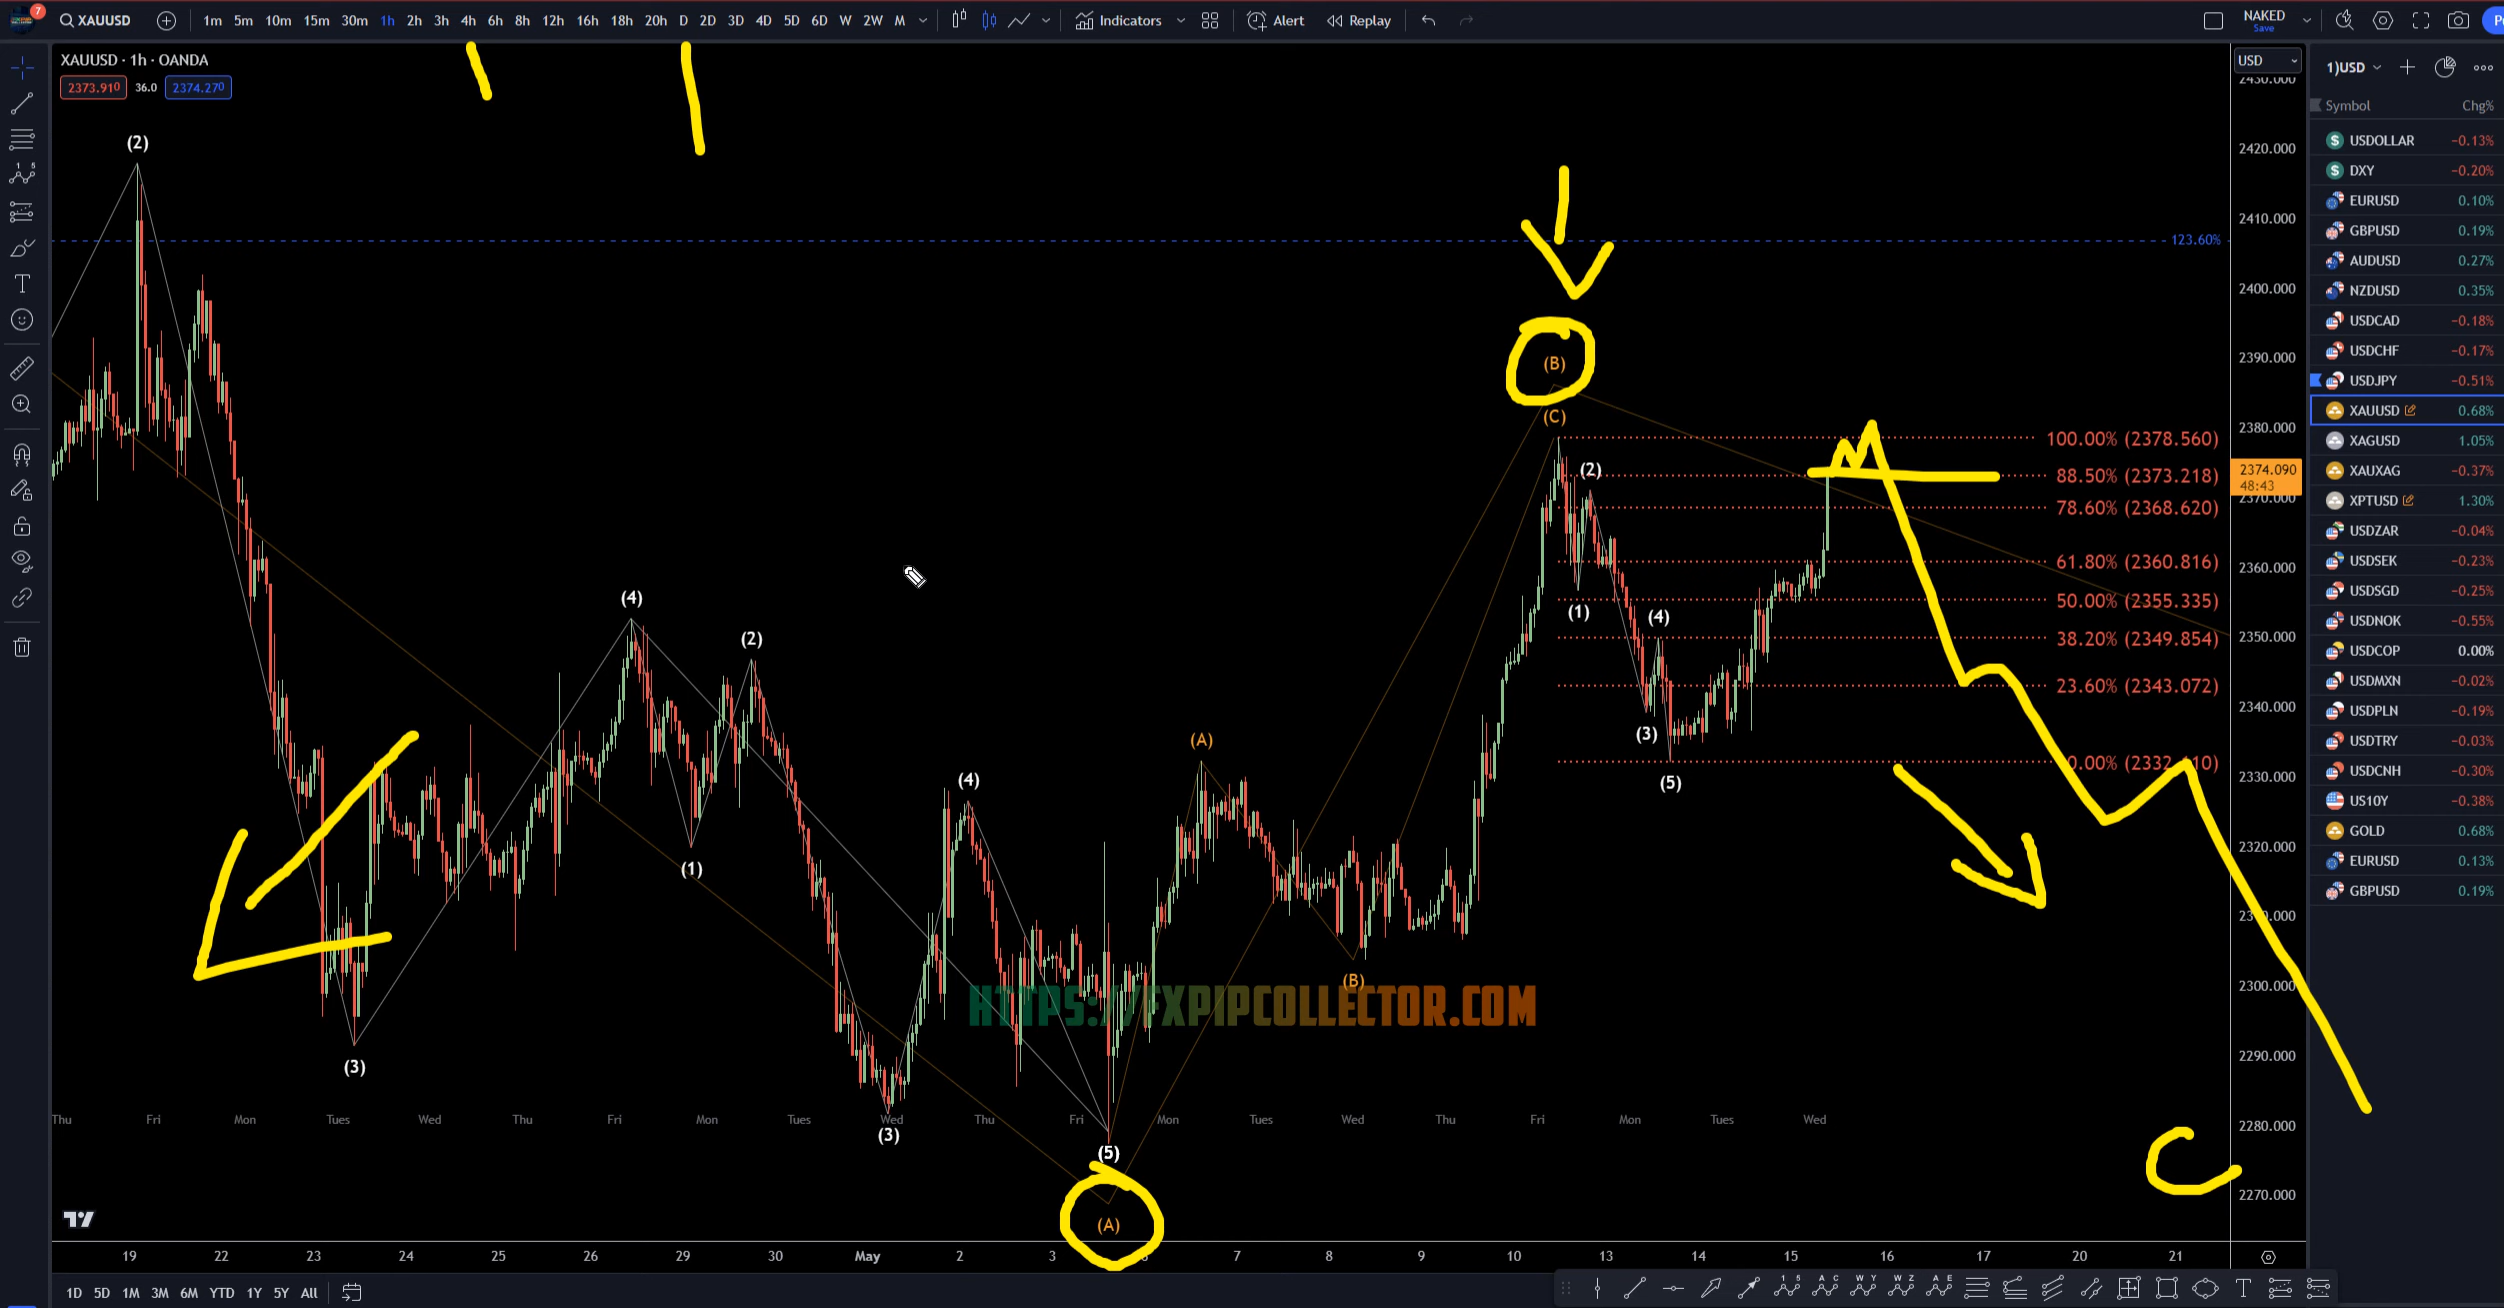 7
XAUUSD
1m 5m 10m 15m 30m 1h 2h 3h 4h 6h 8h 12h 16h 18h 20h D 2D 3D 4D 5D 6D W 2W M
Indicators
Alert
Replay
NAKED
Save
XAUUSD · 1h · OANDA
2373.910
36.0
2374.270
USD
1)USD
Symbol Chg%
USDOLLAR −0.13%
DXY −0.20%
EURUSD 0.10%
GBPUSD 0.19%
AUDUSD 0.27%
NZDUSD 0.35%
USDCAD −0.18%
USDCHF −0.17%
USDJPY −0.51%
XAUUSD 0.68%
XAGUSD 1.05%
XAUXAG −0.37%
XPTUSD 1.30%
USDZAR −0.04%
USDSEK −0.23%
USDSGD −0.25%
USDNOK −0.55%
USDCOP 0.00%
USDMXN −0.02%
USDPLN −0.19%
USDTRY −0.03%
USDCNH −0.30%
US10Y −0.38%
GOLD 0.68%
EURUSD 0.13%
GBPUSD 0.19%
2430.000
2420.000
2410.000
2400.000
2390.000
2380.000
2374.090
48:43
2370.000
2360.000
2350.000
2340.000
2330.000
2320.000
2300.000
2290.000
2280.000
2270.000
123.60%
(2)
(B)
(C)
100.00% (2378.560)
(2)
88.50% (2373.218)
78.60% (2368.620)
61.80% (2360.816)
(4)
50.00% (2355.335)
(1)
(4)
(2)
38.20% (2349.854)
23.60% (2343.072)
(A)
(3)
(4)
(5)
(1)
(B)
HTTPS://FXPIPCOLLECTOR.COM
(3)
Thu Fri Mon Tues Wed Thu Fri Mon Tues Wed Thu Fri Mon Tues Wed Thu Fri Mon Tues Wed
(3)
(5)
C
(A)
19 22 23 24 25 26 29 30 May 2 3 7 8 9 10 13 14 15 16 17 20 21
1D 5D 1M 3M 6M YTD 1Y 5Y All